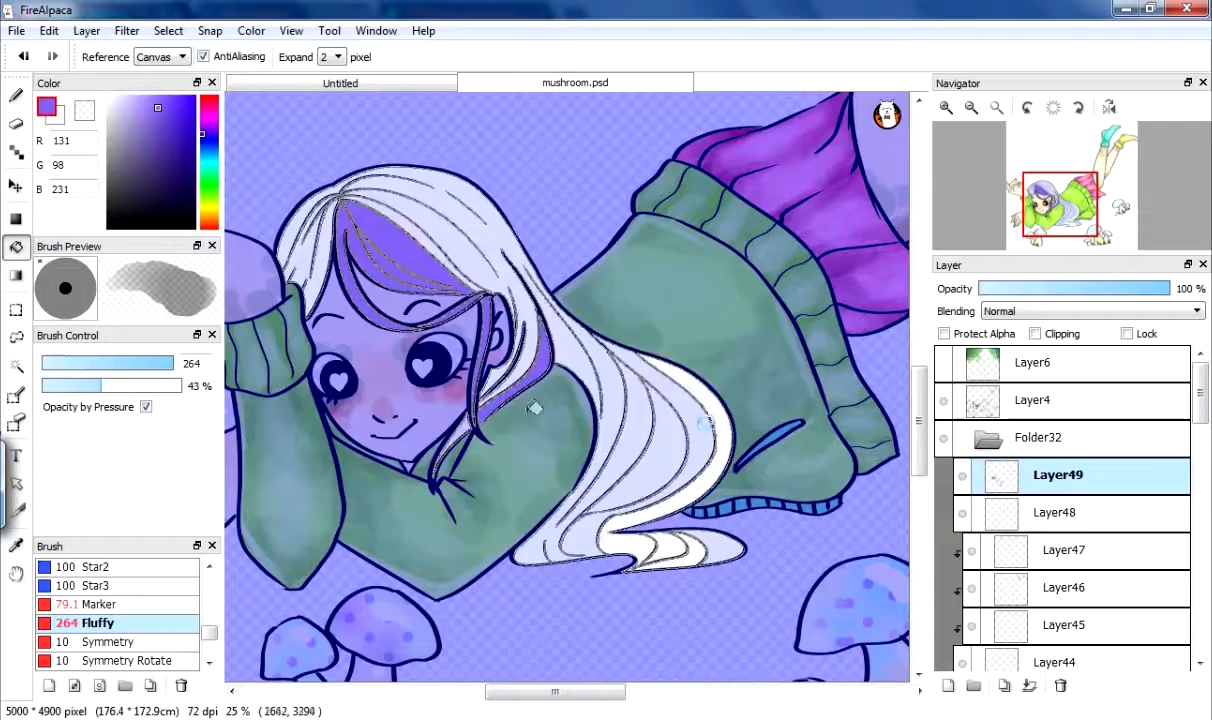 FireAlpaca
File Edit Layer Filter Select Snap Color View Tool Window Help
Reference Canvas AntiAliasing Expand 2 pixel
Color
Untitled mushroom.psd
Navigator
R 131
G 98
B 231
Brush Preview
Brush Control
264
43 %
Opacity by Pressure
Brush
100 Star2
100 Star3
79.1 Marker
264 Fluffy
10 Symmetry
10 Symmetry Rotate
Layer
Opacity 100 %
Blending Normal
Protect Alpha Clipping Lock
Layer6
Layer4
Folder32
Layer49
Layer48
Layer47
Layer46
Layer45
Layer44
T
5000 * 4900 pixel (176.4 * 172.9cm) 72 dpi 25 % ( 2642, 3294 )